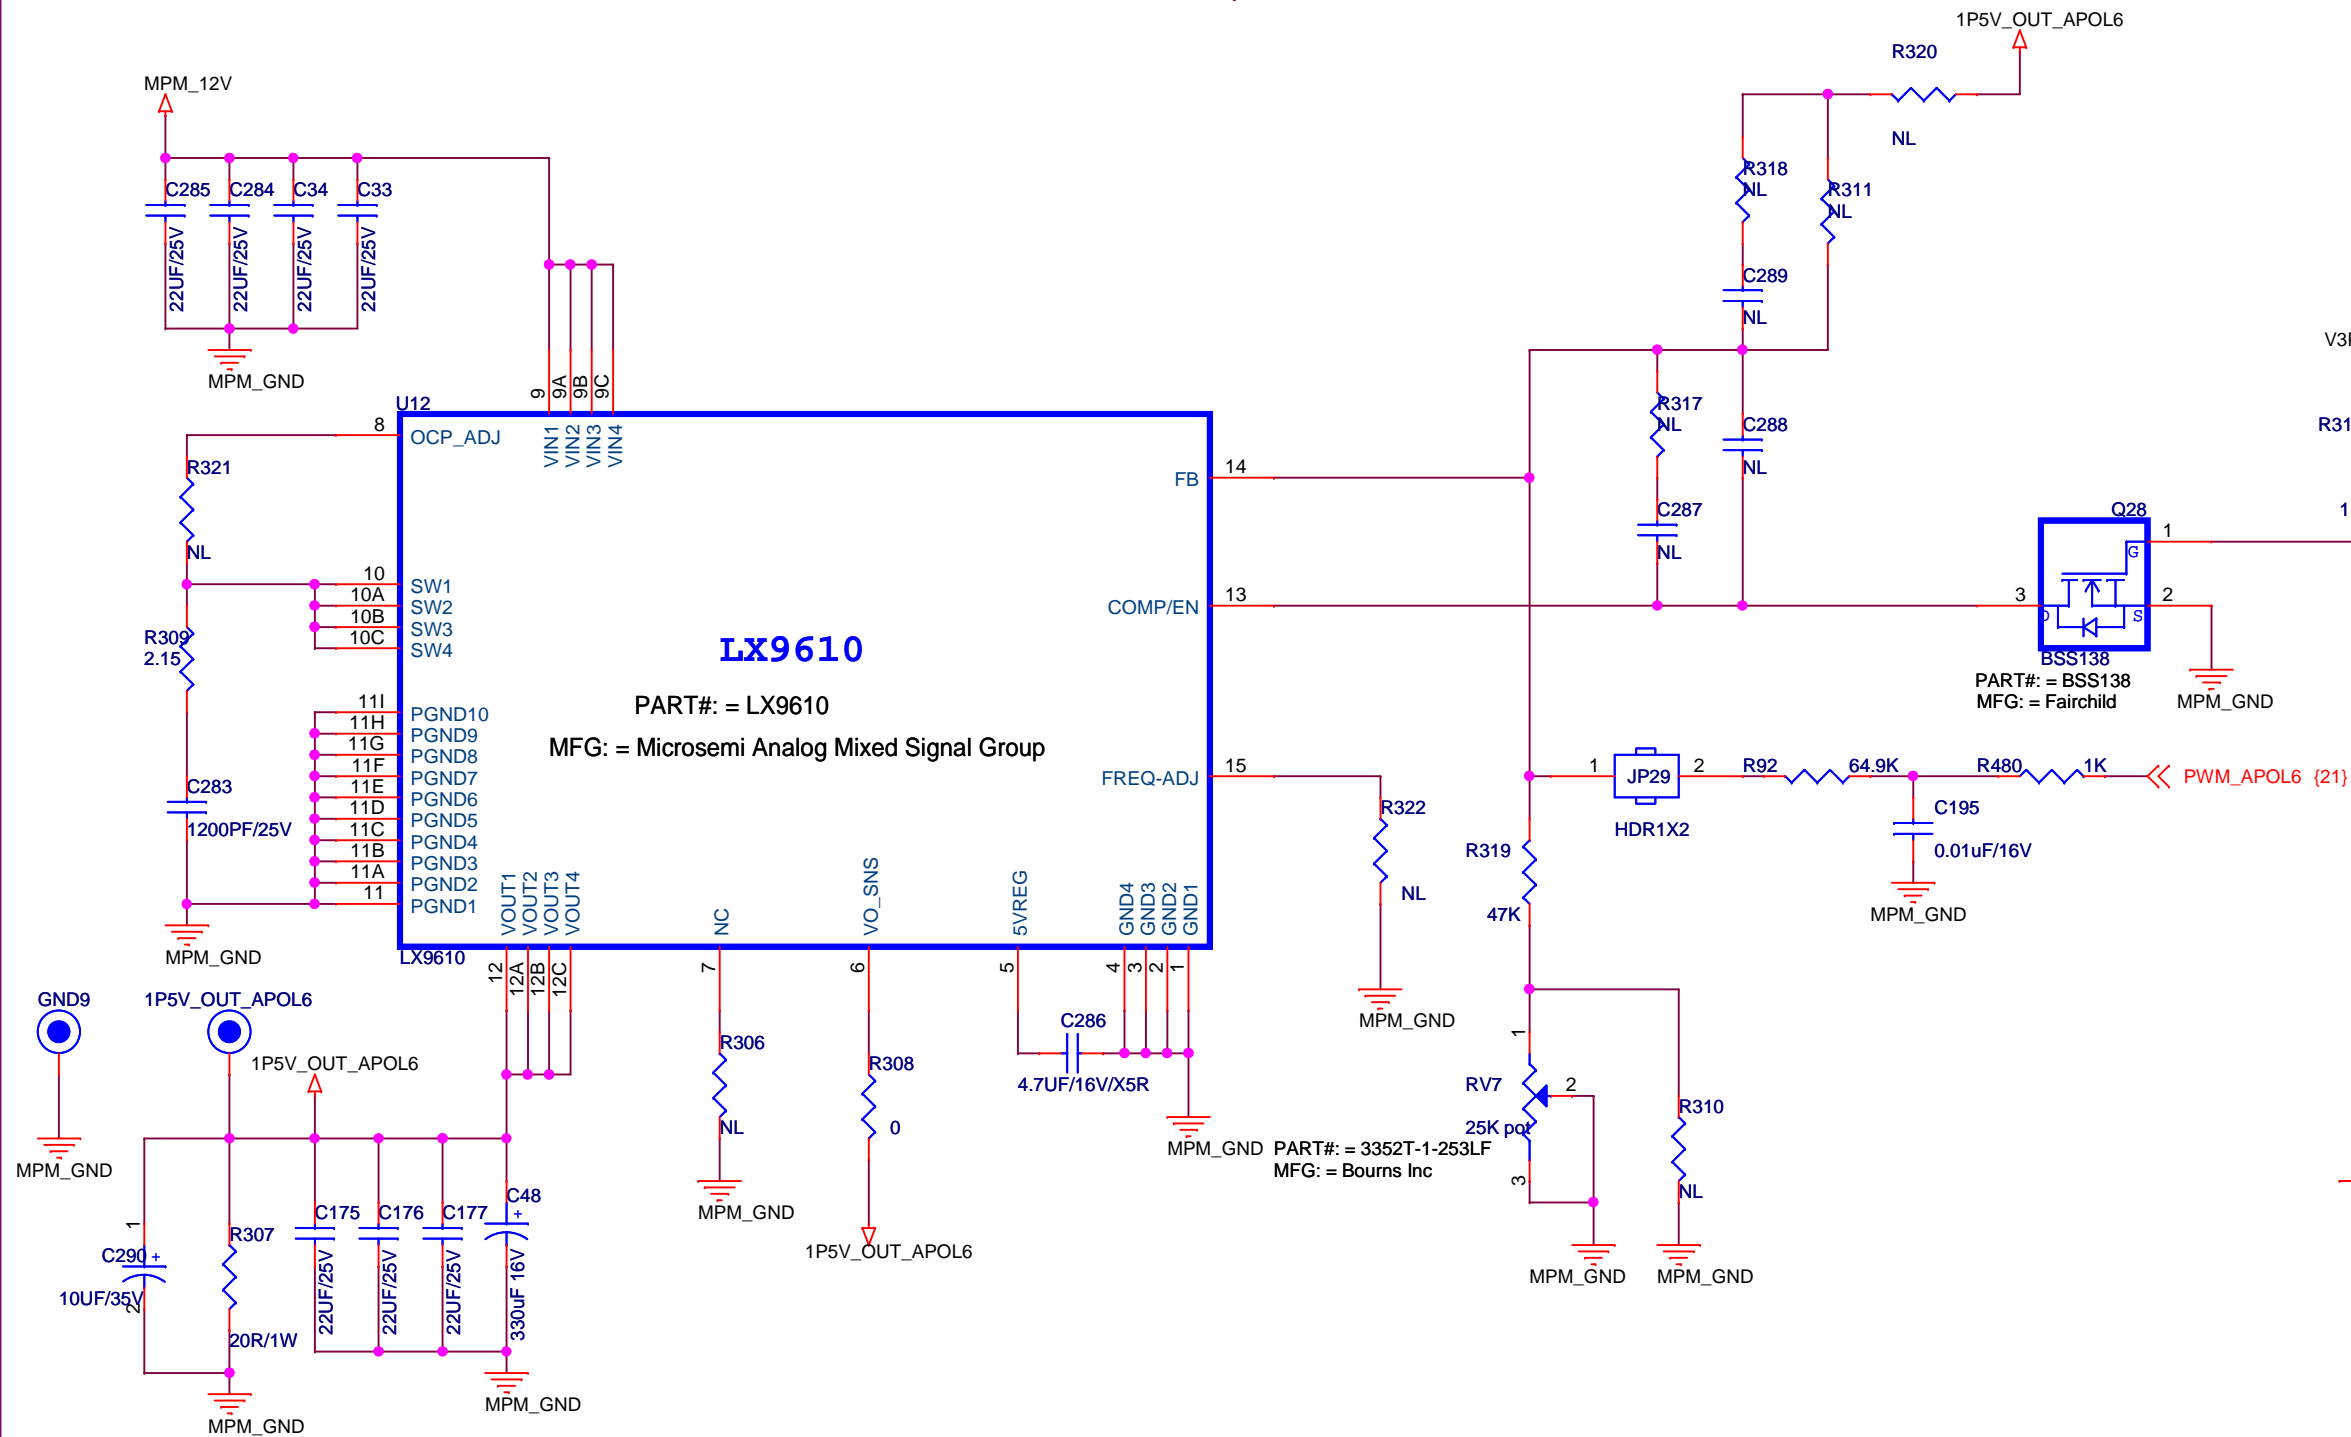 1P5V_OUT_APOL6
R320
NL
MPM_12V
C285
C284
C34
C33
22UF/25V
22UF/25V
22UF/25V
22UF/25V
MPM_GND
R318
NL
R311
NL
C289
NL
R317
NL
C288
NL
C287
NL
U12
9
9A
9B
9C
VIN1
VIN2
VIN3
VIN4
8
OCP_ADJ
R321
NL
10
SW1
10A
SW2
10B
SW3
10C
SW4
R309
2.15
11I
PGND10
11H
PGND9
11G
PGND8
11F
PGND7
11E
PGND6
11D
PGND5
11C
PGND4
11B
PGND3
11A
PGND2
11
PGND1
C283
1200PF/25V
MPM_GND
LX9610
PART#: = LX9610
MFG: = Microsemi Analog Mixed Signal Group
FB
14
COMP/EN
13
FREQ-ADJ
15
VOUT1
VOUT2
VOUT3
VOUT4
NC
VO_SNS
5VREG
GND4
GND3
GND2
GND1
LX9610
12
12A
12B
12C
7
6
5
4
3
2
1
V3
R31
1
Q28
1
G
3
D
S
2
BSS138
PART#: = BSS138
MFG: = Fairchild
MPM_GND
1
JP29
2
HDR1X2
R92
64.9K
R480
1K
PWM_APOL6 {21}
C195
0.01uF/16V
MPM_GND
R322
NL
MPM_GND
R319
47K
GND9
MPM_GND
1P5V_OUT_APOL6
1P5V_OUT_APOL6
R306
NL
MPM_GND
R308
0
1P5V_OUT_APOL6
C286
4.7UF/16V/X5R
MPM_GND
1
RV7
2
25K pot
3
PART#: = 3352T-1-253LF
MFG: = Bourns Inc
MPM_GND
R310
NL
MPM_GND
1
C290 +
10UF/35V
2
R307
20R/1W
MPM_GND
C175
22UF/25V
C176
22UF/25V
C177
22UF/25V
C48
+
330uF 16V
MPM_GND